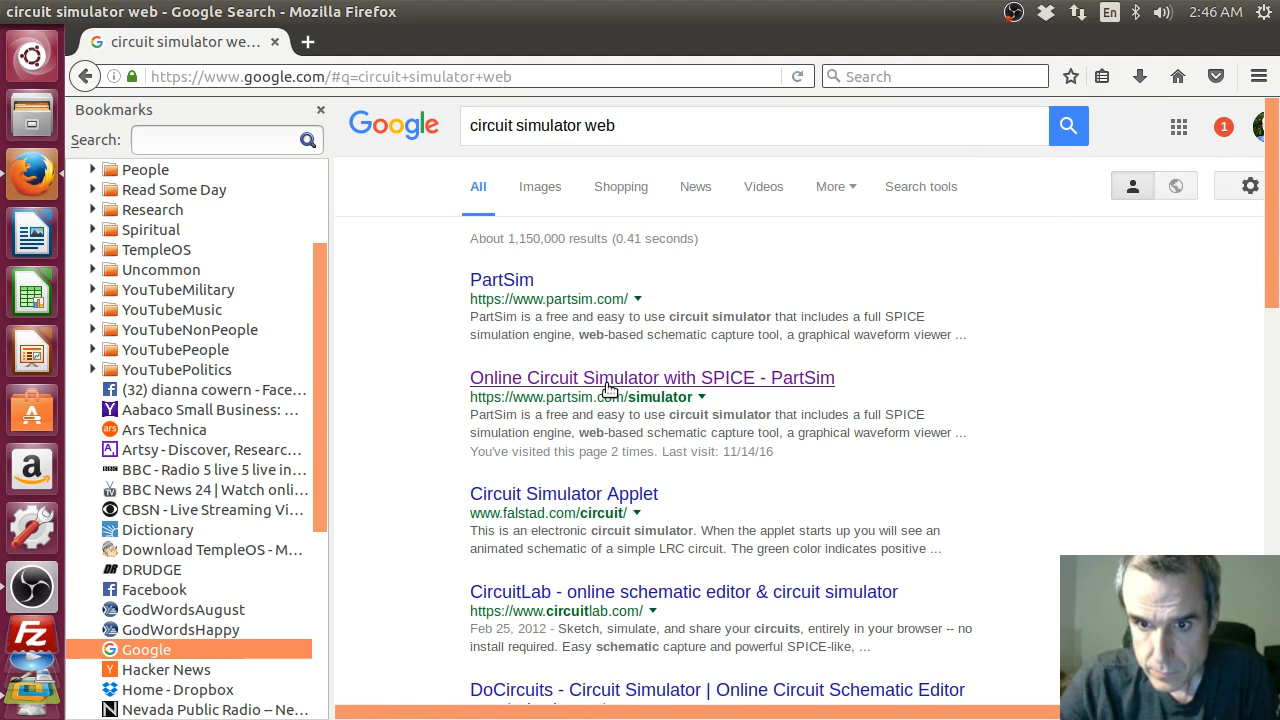 circuit simulator web - Google Search - Mozilla Firefox
En
2:46 AM
circuit simulator we...
https://www.google.com/#q=circuit+simulator+web
Search
Bookmarks
Search:
People
Read Some Day
Research
Spiritual
TempleOS
Uncommon
YouTubeMilitary
YouTubeMusic
YouTubeNonPeople
YouTubePeople
YouTubePolitics
(32) dianna cowern - Face...
Aabaco Small Business: ...
Ars Technica
Artsy - Discover, Researc...
BBC - Radio 5 live 5 live in...
BBC News 24 | Watch onli...
CBSN - Live Streaming Vi...
Dictionary
Download TempleOS - M...
DRUDGE
Facebook
GodWordsAugust
GodWordsHappy
Google
Hacker News
Home - Dropbox
Nevada Public Radio – Ne...
Google
circuit simulator web
1
All Images Shopping News Videos More Search tools
About 1,150,000 results (0.41 seconds)
PartSim
https://www.partsim.com/
PartSim is a free and easy to use circuit simulator that includes a full SPICE
simulation engine, web-based schematic capture tool, a graphical waveform viewer ...
Online Circuit Simulator with SPICE - PartSim
https://www.partsim.com/simulator
PartSim is a free and easy to use circuit simulator that includes a full SPICE
simulation engine, web-based schematic capture tool, a graphical waveform viewer ...
You've visited this page 2 times. Last visit: 11/14/16
Circuit Simulator Applet
www.falstad.com/circuit/
This is an electronic circuit simulator. When the applet starts up you will see an
animated schematic of a simple LRC circuit. The green color indicates positive ...
CircuitLab - online schematic editor & circuit simulator
https://www.circuitlab.com/
Feb 25, 2012 - Sketch, simulate, and share your circuits, entirely in your browser -- no
install required. Easy schematic capture and powerful SPICE-like, ...
DoCircuits - Circuit Simulator | Online Circuit Schematic Editor